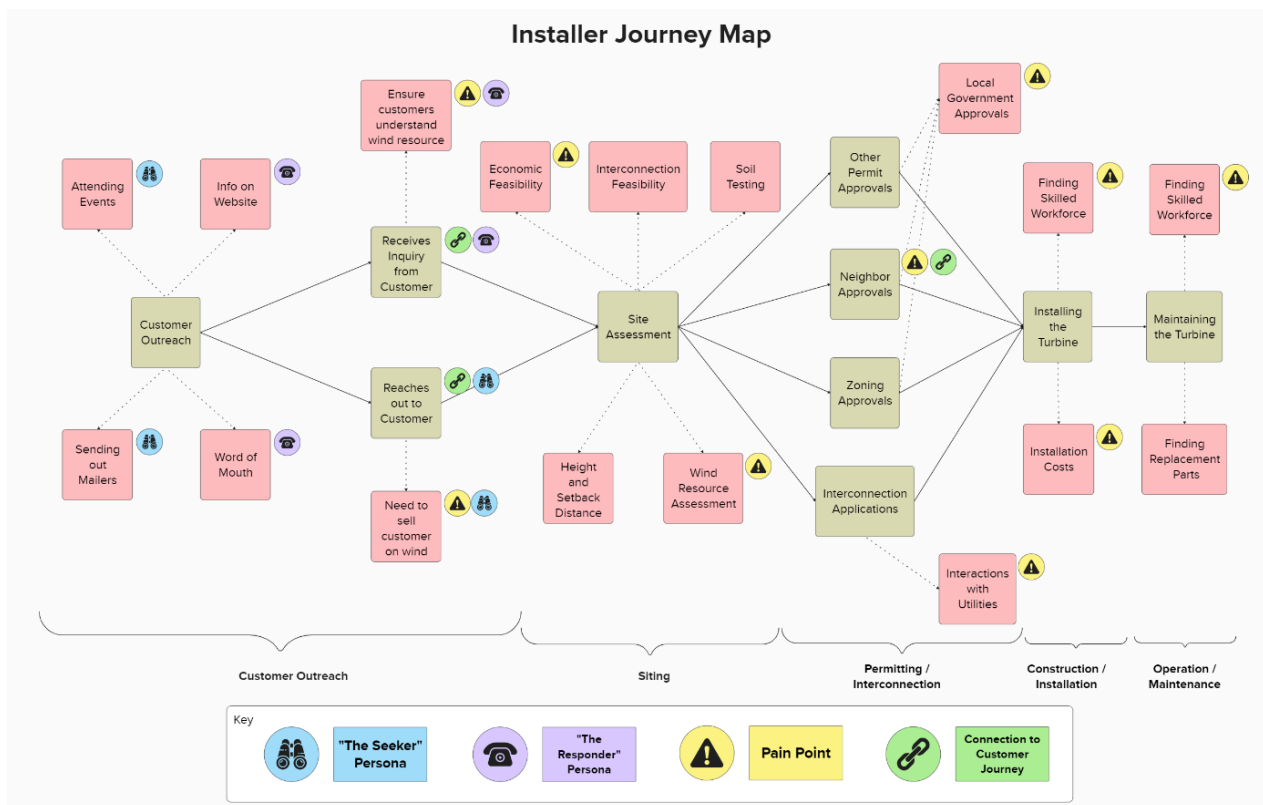 Installer Journey Map
Ensure
customers
understand
wind resource
Local
Government
Approvals
Attending
Events
Info on
Website
Economic
Feasibility
Interconnection
Feasibility
Soil
Testing
Other
Permit
Approvals
Finding
Skilled
Workforce
Finding
Skilled
Workforce
Receives
Inquiry
from
Customer
Neighbor
Approvals
Customer
Outreach
Site
Assessment
Installing
the
Turbine
Maintaining
the Turbine
Reaches
out to
Customer
Zoning
Approvals
Sending
out
Mailers
Word of
Mouth
Height
and
Setback
Distance
Wind
Resource
Assessment
Interconnection
Applications
Installation
Costs
Finding
Replacement
Parts
Need to
sell
customer
on wind
Interactions
with
Utilities
Customer Outreach
Siting
Permitting /
Interconnection
Construction /
Installation
Operation /
Maintenance
Key
"The Seeker"
Persona
"The
Responder"
Persona
Pain Point
Connection to
Customer
Journey